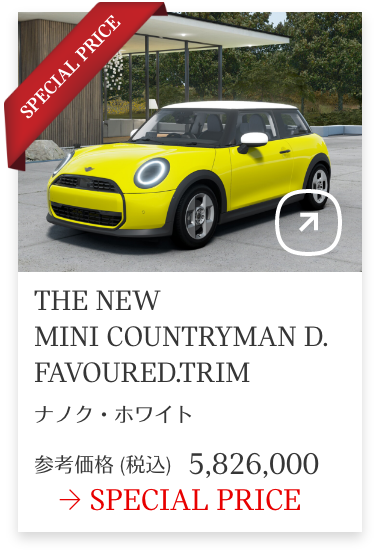 SPECIAL PRICE
THE NEW
MINI COUNTRYMAN D.
FAVOURED.TRIM
ナノク・ホワイト
参考価格 (税込) 5,826,000
→ SPECIAL PRICE